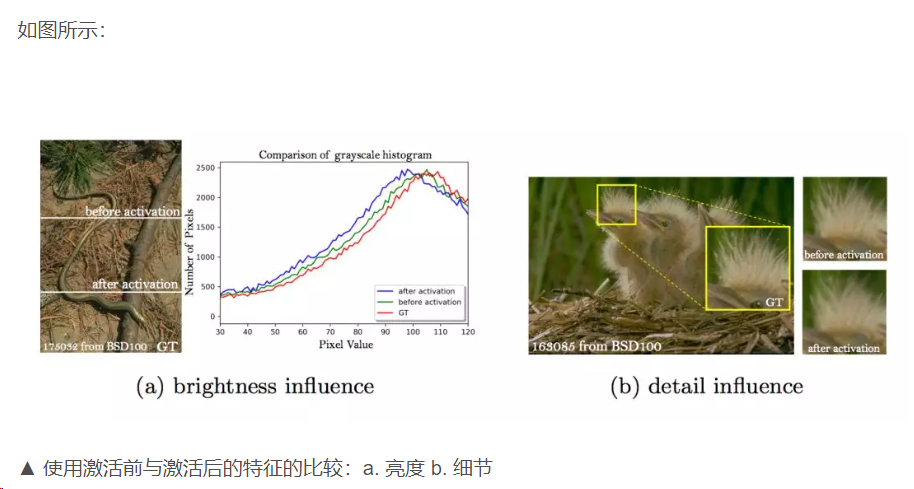 如图所示：
before activation
after activation
175032 from BSD100 GT
Comparison of grayscale histogram
Number of Pixels
2500
2000
1500
1000
500
0
after activation
before activation
GT
30 40 50 60 70 80 90 100 110 120
Pixel Value
(a) brightness influence
GT
163085 from BSD100
before activation
after activation
(b) detail influence
▲ 使用激活前与激活后的特征的比较：a. 亮度 b. 细节